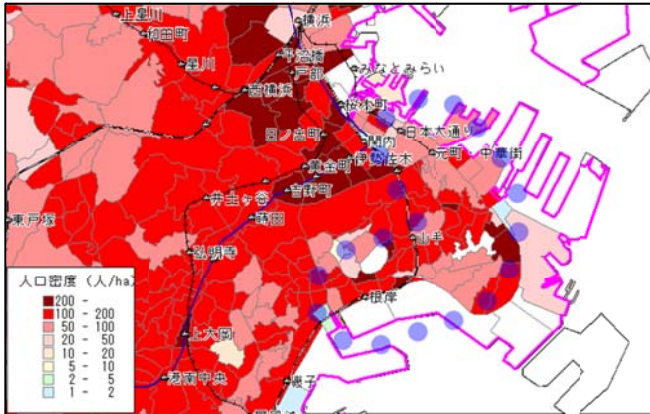 上星川
横浜
和田町
平沼橋
星川
戸部
みなとみらい
西横浜
桜木町
日本大通り
日ノ出町
関内
元町・中華街
伊勢佐木
黄金町
吉野町
井土ヶ谷
蒔田
東戸塚
山手
弘明寺
人口密度 (人/ha)
200 -
100 - 200
50 - 100
20 - 50
10 - 20
5 - 10
2 - 5
1 - 2
根岸
上大岡
港南中央
磯子